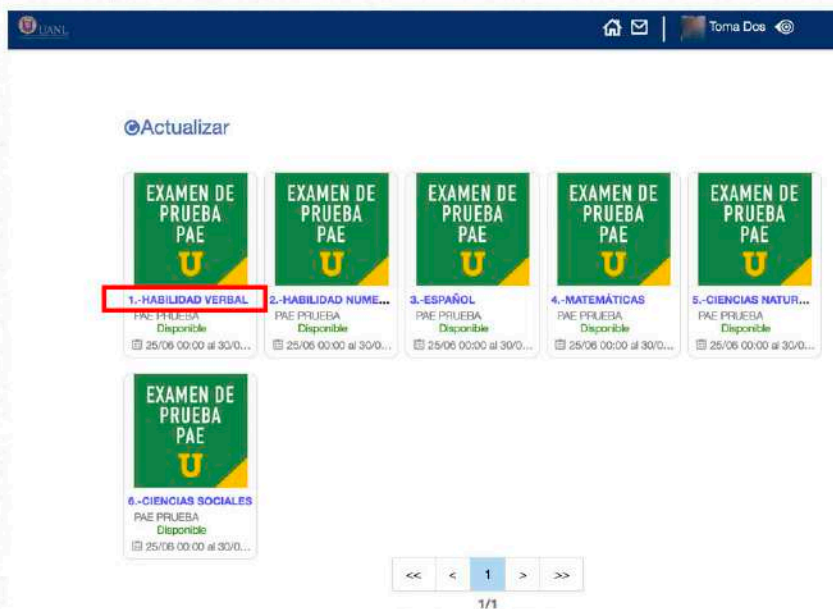 UANL
Toma Dos
Actualizar
EXAMEN DE
PRUEBA
PAE
U
1.-HABILIDAD VERBAL
PAE PRUEBA
Disponible
25/06 00:00 al 30/0...
EXAMEN DE
PRUEBA
PAE
U
2.-HABILIDAD NUME...
PAE PRUEBA
Disponible
25/06 00:00 al 30/0...
EXAMEN DE
PRUEBA
PAE
U
3.-ESPAÑOL
PAE PRUEBA
Disponible
25/06 00:00 al 30/0...
EXAMEN DE
PRUEBA
PAE
U
4.-MATEMÁTICAS
PAE PRUEBA
Disponible
25/06 00:00 al 30/0...
EXAMEN DE
PRUEBA
PAE
U
5.-CIENCIAS NATUR...
PAE PRUEBA
Disponible
25/06 00:00 al 30/0...
EXAMEN DE
PRUEBA
PAE
U
6.-CIENCIAS SOCIALES
PAE PRUEBA
Disponible
25/06 00:00 al 30/0...
<< < 1 > >>
1/1